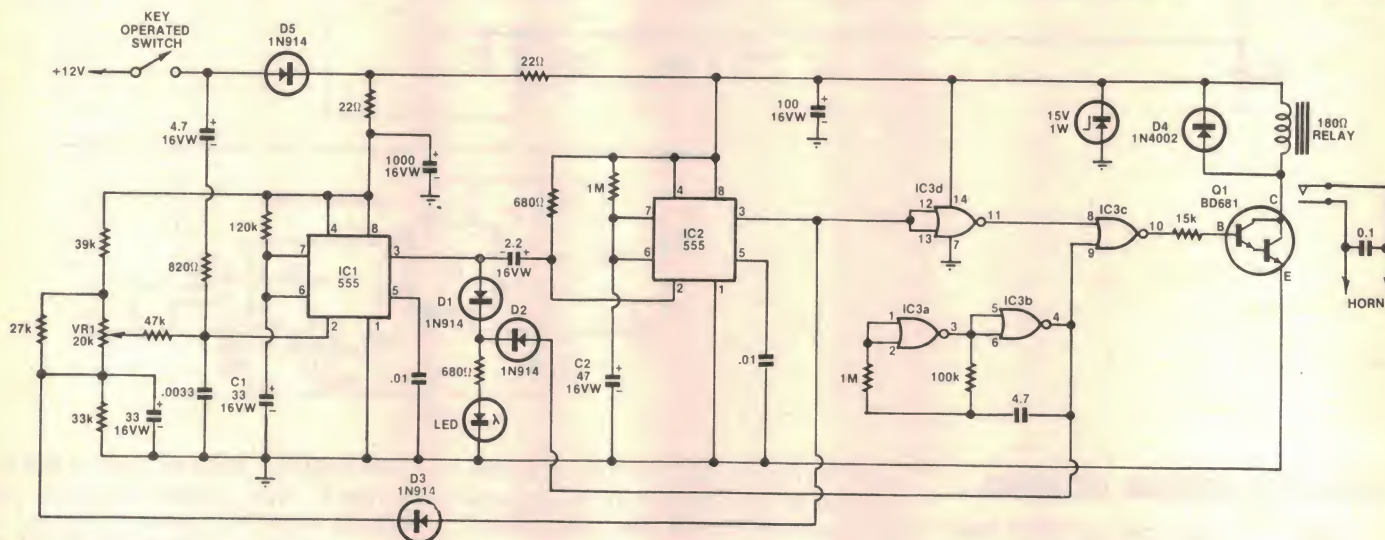 KEY
OPERATED
SWITCH
+12V
D5
1N914
22Ω
22Ω
4.7
16VW
+
−
1000
16VW
+
−
100
16VW
+
−
15V
1W
D4
1N4002
180Ω
RELAY
39k
120k
820Ω
4
8
7
3
6
5
2
1
IC1
555
27k
VR1
20k
47k
33k
33
16VW
+
−
.0033
C1
33
16VW
+
−
.01
D1
1N914
D2
1N914
680Ω
LED
λ
2.2
16VW
−
+
680Ω
1M
4
8
7
3
6
5
2
1
IC2
555
C2
47
16VW
+
−
.01
IC3d
12
13
14
7
11
IC3c
8
9
10
15k
Q1
BD681
B
C
E
0.1
HORN
IC3a
1
2
3
IC3b
5
6
4
1M
100k
4.7
D3
1N914